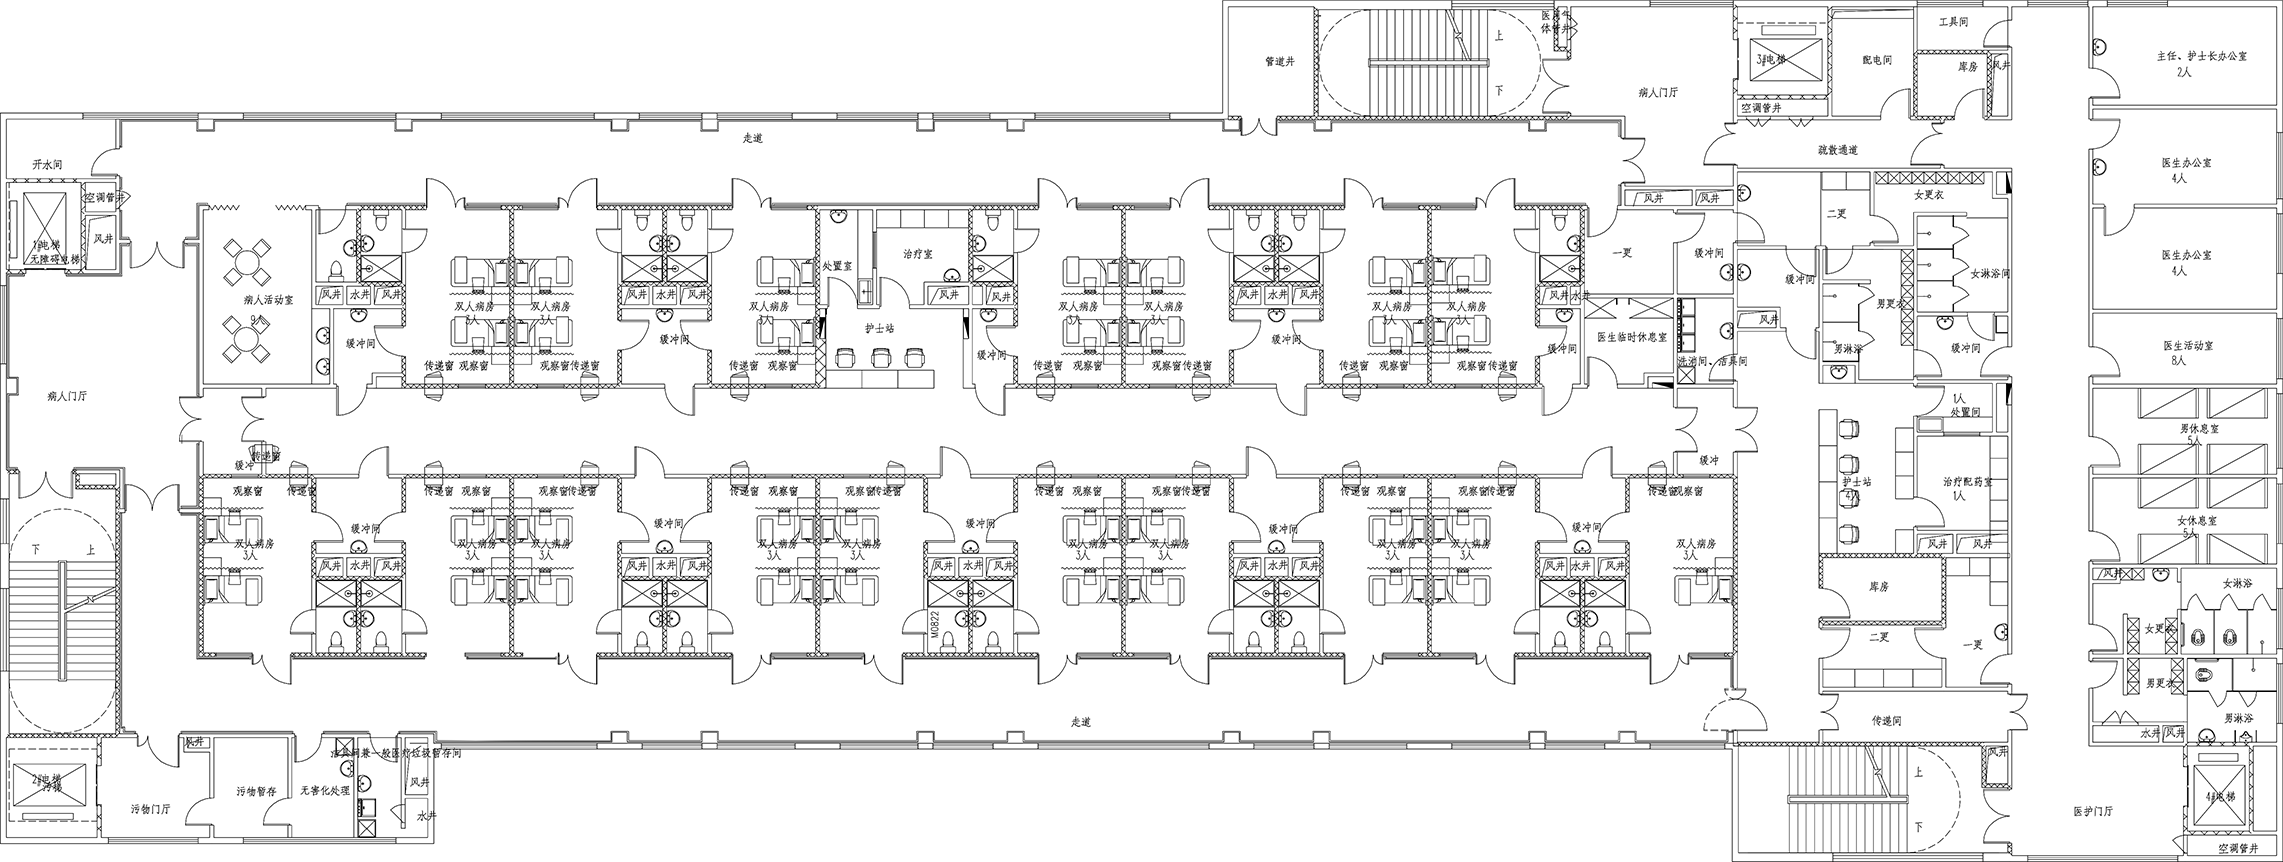 医用气
体管井
上
下
管道井
病人门厅
3#电梯
空调管井
配电间
工具间
库房
风井
主任、护士长办公室
2人
走道
疏散通道
医生办公室
4人
开水间
空调管井
1#电梯
无障碍电梯
风井
病人活动室
9人
风井
水井
风井
缓冲间
双人病房
3人
双人病房
3人
传递窗
观察窗
观察窗
传递窗
风井
水井
风井
缓冲间
双人病房
3人
观察窗
处置室
治疗室
风井
护士站
风井
缓冲间
双人病房
3人
双人病房
3人
传递窗
观察窗
观察窗
传递窗
风井
水井
风井
缓冲间
双人病房
3人
双人病房
3人
传递窗
观察窗
观察窗
传递窗
风井
水井
缓冲间
风井
风井
一更
缓冲间
医生临时休息室
洗消间、洁具间
二更
女更衣
缓冲间
风井
男更衣
男淋浴
女淋浴间
缓冲间
医生办公室
4人
医生活动室
8人
病人门厅
缓冲
传递窗
缓冲
1人
处置间
护士站
4人
治疗配药室
1人
风井
风井
男休息室
5人
女休息室
5人
观察窗
传递窗
双人病房
3人
缓冲间
风井
水井
风井
传递窗
观察窗
观察窗
传递窗
双人病房
3人
双人病房
3人
缓冲间
风井
水井
风井
传递窗
观察窗
观察窗
传递窗
双人病房
3人
双人病房
3人
缓冲间
水井
风井
M0822
传递窗
观察窗
观察窗
传递窗
双人病房
3人
双人病房
3人
缓冲间
风井
水井
风井
传递窗
观察窗
观察窗
传递窗
双人病房
3人
双人病房
3人
缓冲间
风井
水井
风井
传递窗
观察窗
双人病房
3人
下
上
库房
二更
一更
风井
女淋浴
女更衣
男更衣
男淋浴
水井
风井
走道
传递间
2#电梯
污梯
污物门厅
风井
污物暂存
无害化处理
洁具间兼一般医疗垃圾暂存间
风井
水井
上
下
风井
医护门厅
4#电梯
空调管井